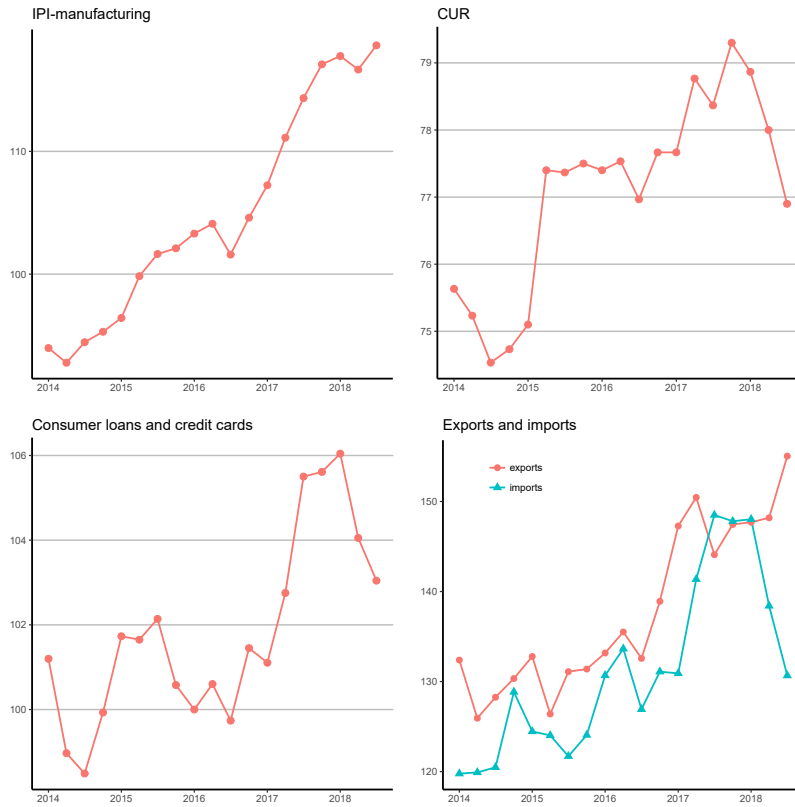 IPI-manufacturing
110
100
2014 2015 2016 2017 2018
CUR
79
78
77
76
75
2014 2015 2016 2017 2018
Consumer loans and credit cards
106
104
102
100
2014 2015 2016 2017 2018
Exports and imports
exports
imports
150
140
130
120
2014 2015 2016 2017 2018